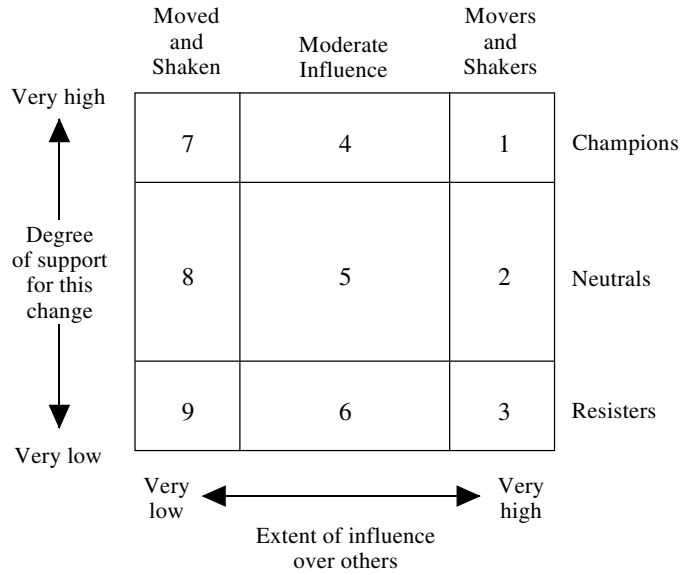 Moved
and
Shaken
Moderate
Influence
Movers
and
Shakers
Very high
7
4
1
Champions
Degree
of support
for this
change
8
5
2
Neutrals
9
6
3
Resisters
Very low
Very
low
Very
high
Extent of influence
over others